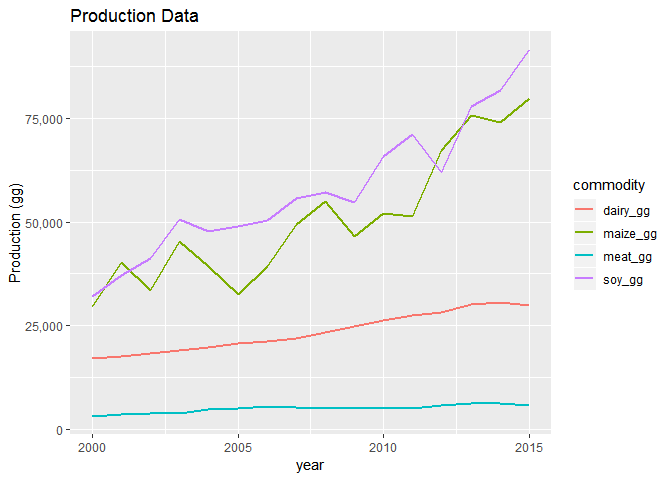 Production Data
Production (gg)
75,000
50,000
25,000
0
2000
2005
2010
2015
year
commodity
dairy_gg
maize_gg
meat_gg
soy_gg